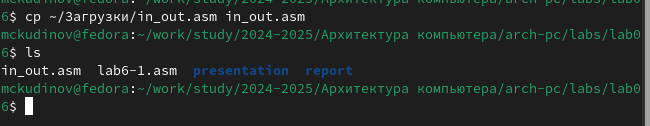 6$ cp ~/Загрузки/in_out.asm in_out.asm
mckudinov@fedora:~/work/study/2024-2025/Архитектура компьютера/arch-pc/labs/lab0
6$ ls
in_out.asm  lab6-1.asm  presentation  report
mckudinov@fedora:~/work/study/2024-2025/Архитектура компьютера/arch-pc/labs/lab0
6$